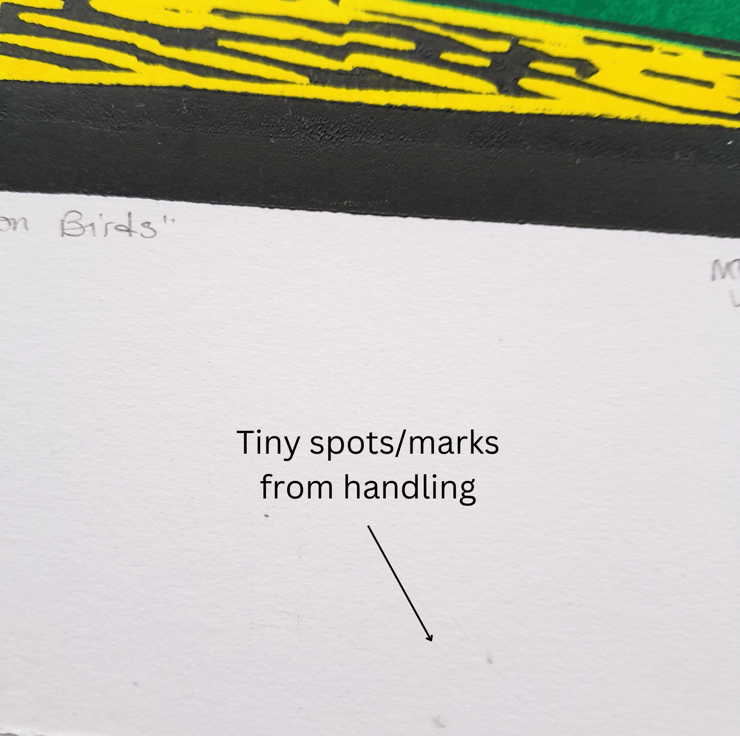 on Birds"
Tiny spots/marks
from handling